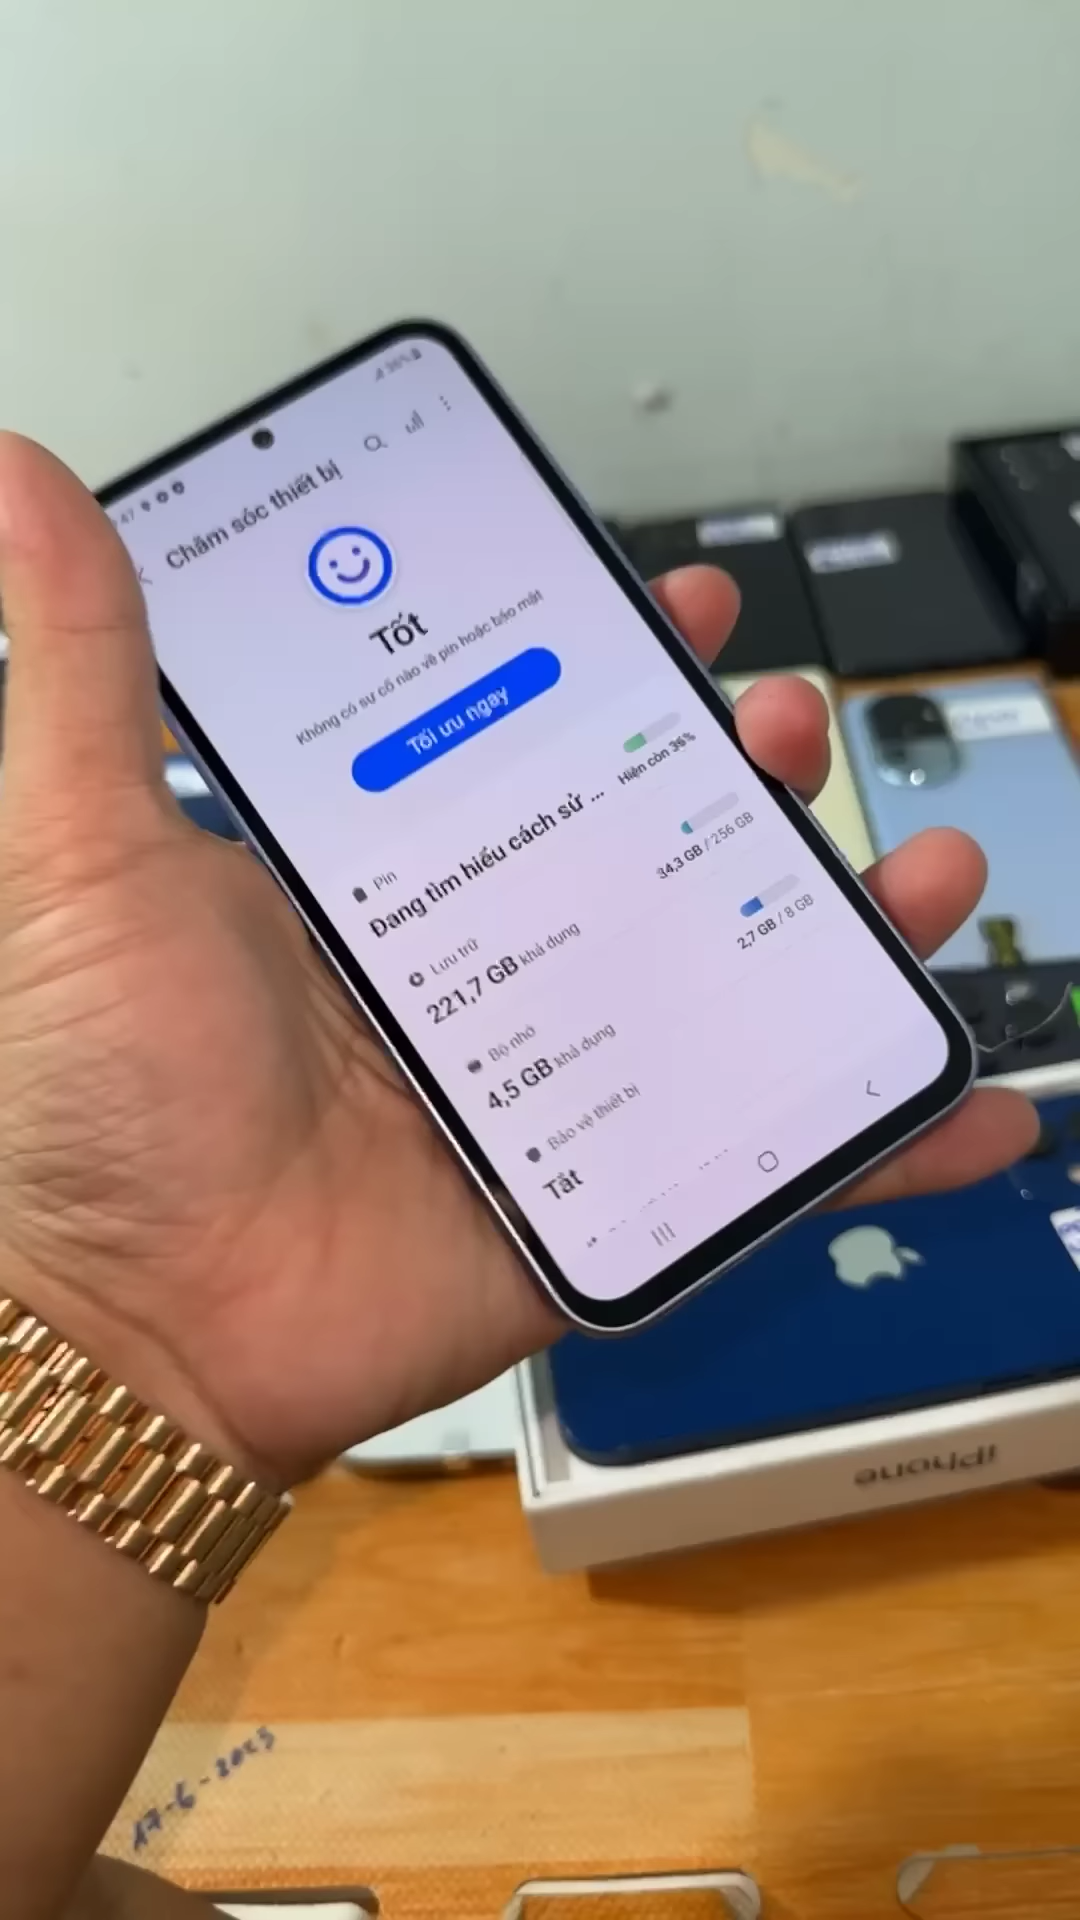 36%
Chăm sóc thiết bị
Tốt
Không có sự cố nào về pin hoặc bảo mật
Tối ưu ngay
Pin
Đang tìm hiểu cách sử ...
Hiện còn 36%
Lưu trữ
221,7 GB khả dụng
34,3 GB / 256 GB
Bộ nhớ
4,5 GB khả dụng
2,7 GB / 8 GB
Bảo vệ thiết bị
Tắt
iPhone
17-6-2023